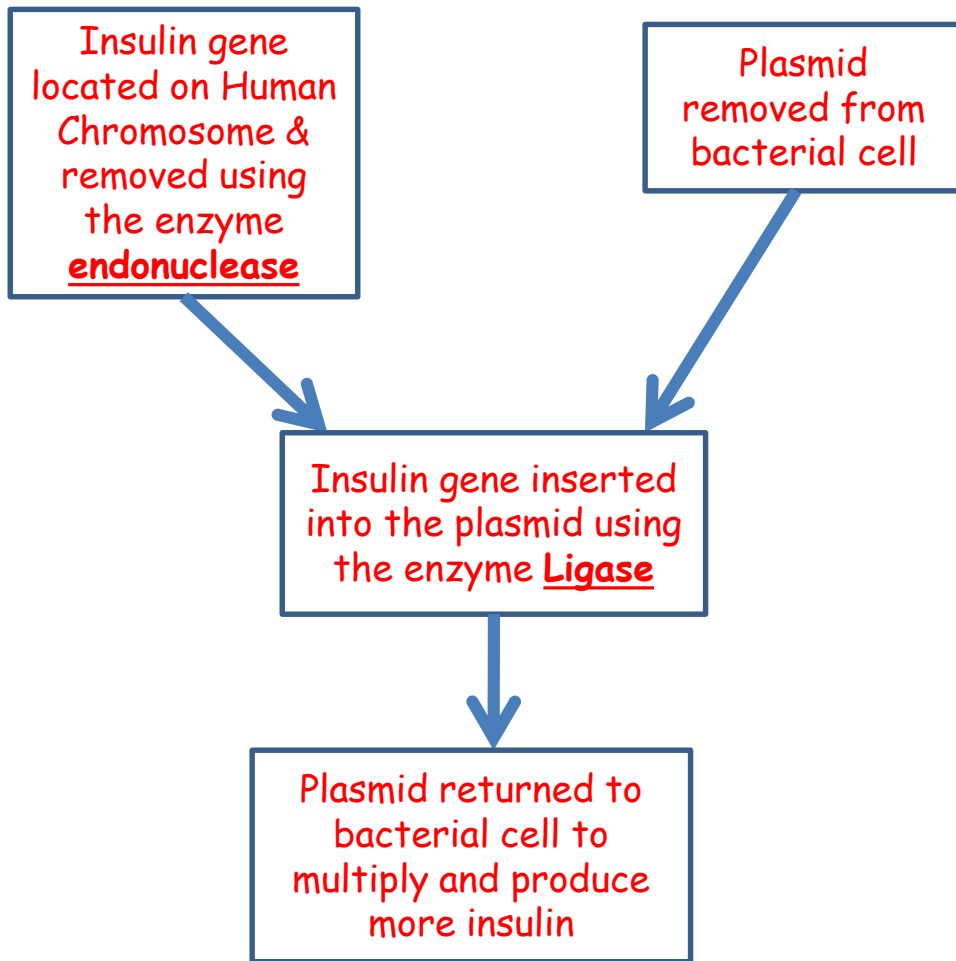 Insulin gene
located on Human
Chromosome &
removed using
the enzyme
endonuclease
Plasmid
removed from
bacterial cell
Insulin gene inserted
into the plasmid using
the enzyme Ligase
Plasmid returned to
bacterial cell to
multiply and produce
more insulin